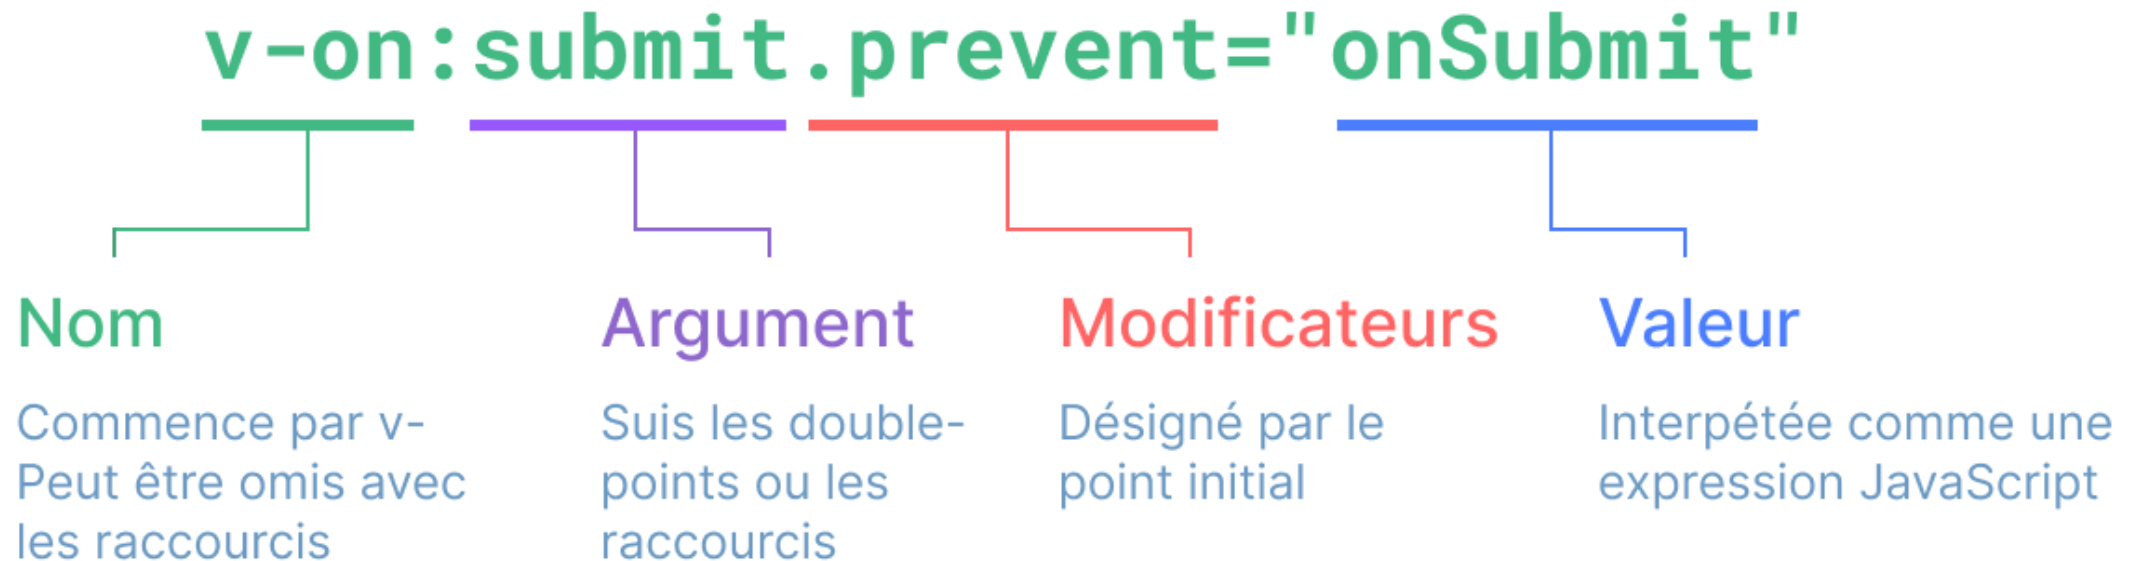 v-on:submit.prevent="onSubmit"
Nom
Commence par v-
Peut être omis avec
les raccourcis
Argument
Suis les double-
points ou les
raccourcis
Modificateurs
Désigné par le
point initial
Valeur
Interpétée comme une
expression JavaScript